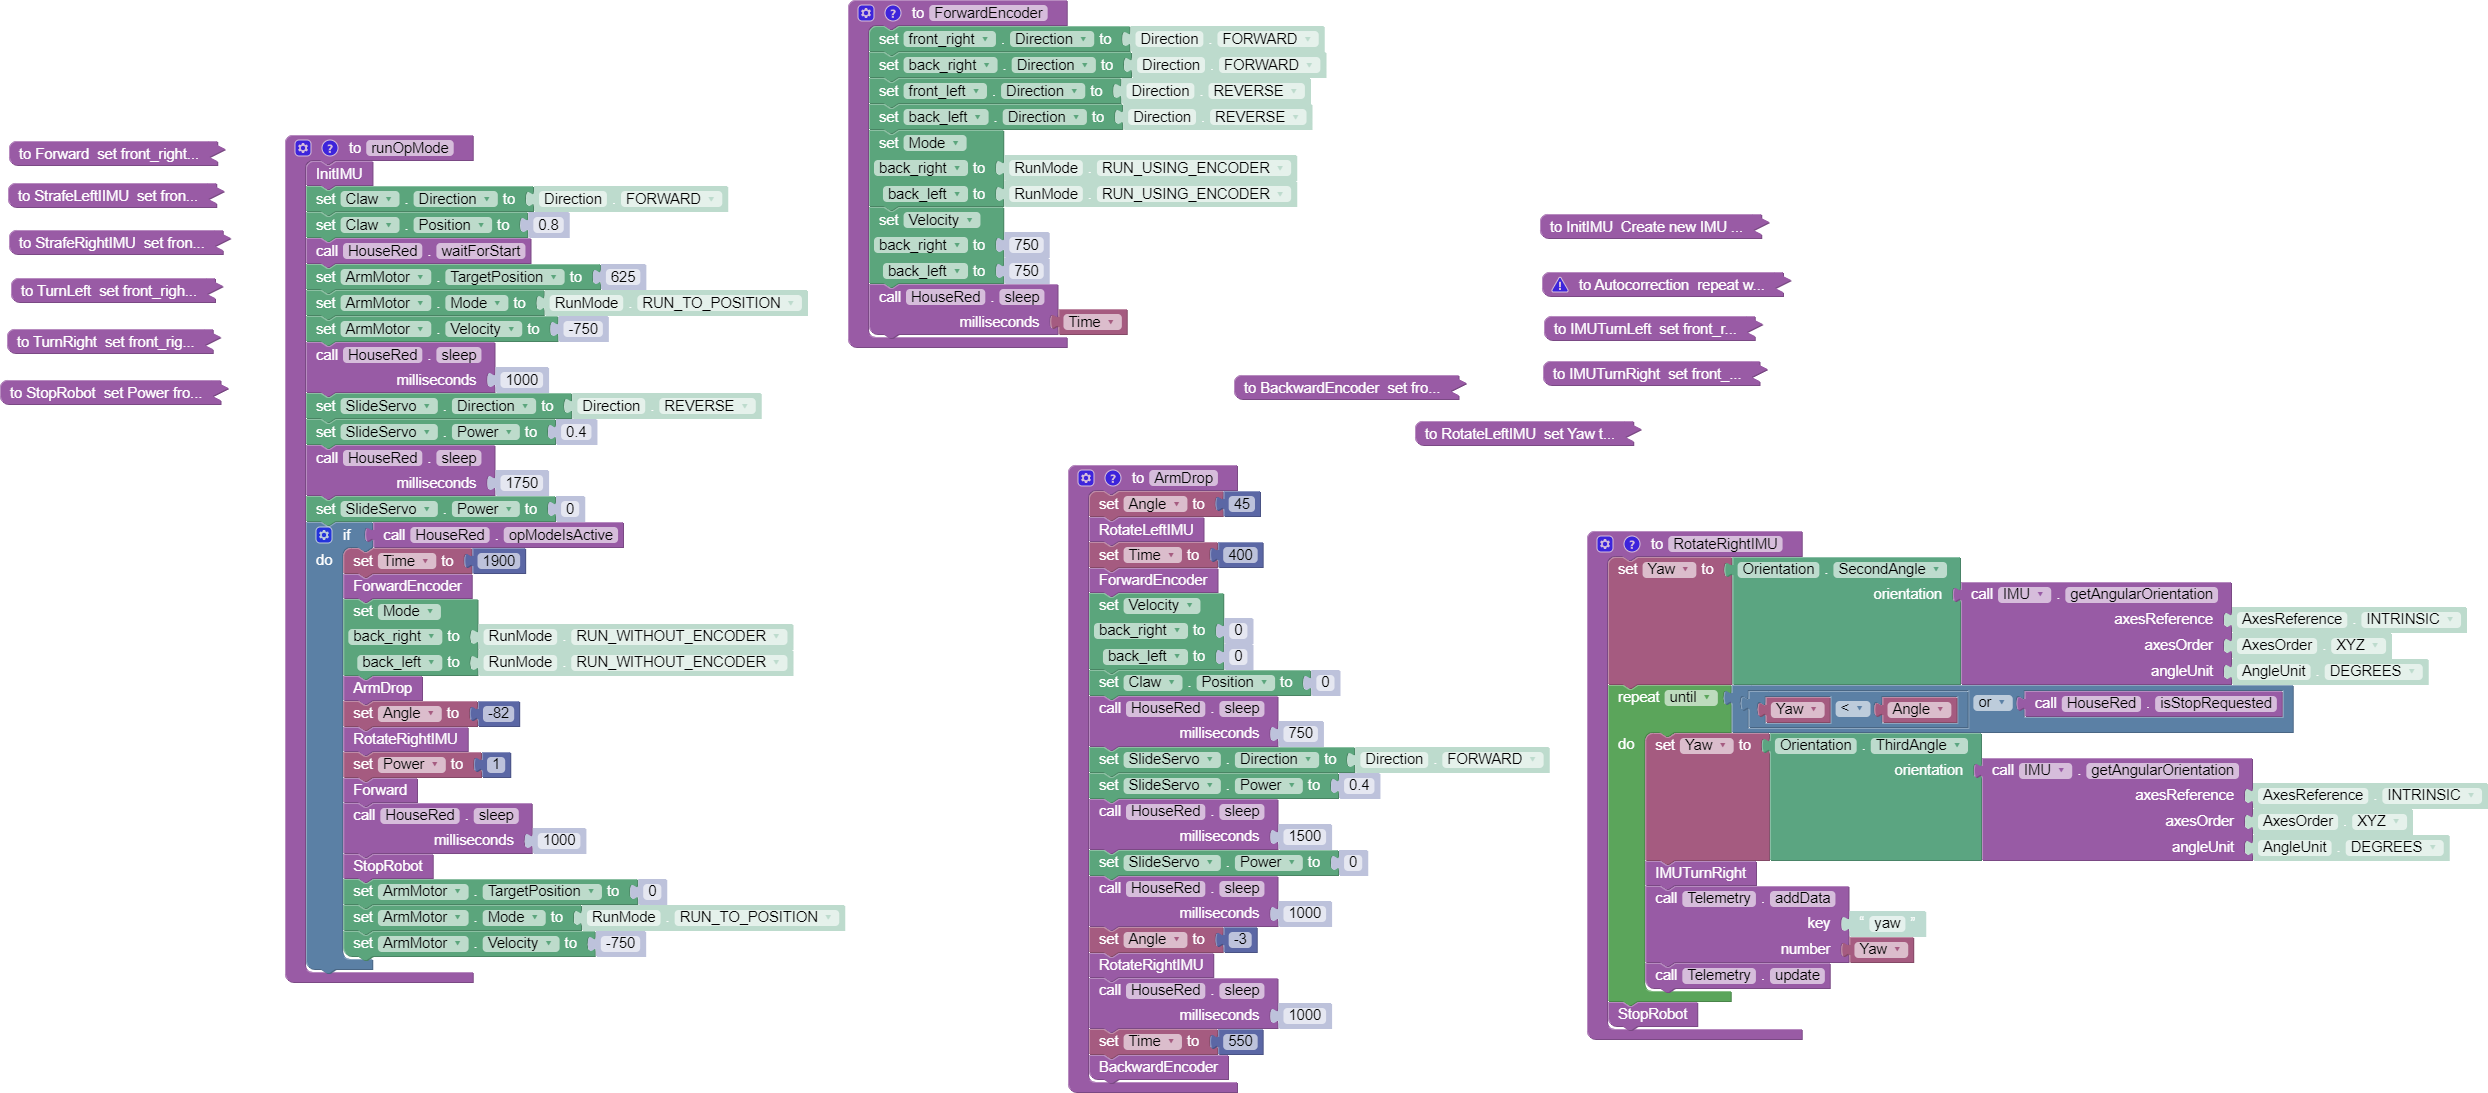 to Forward set front_right...
to StrafeLeftIIMU set fron...
to StrafeRightIMU set fron...
to TurnLeft set front_righ...
to TurnRight set front_rig...
to StopRobot set Power fro...
? to runOpMode
InitIMU
set Claw . Direction to Direction . FORWARD
set Claw . Position to 0.8
call HouseRed . waitForStart
set ArmMotor . TargetPosition to 625
set ArmMotor . Mode to RunMode . RUN_TO_POSITION
set ArmMotor . Velocity to -750
call HouseRed . sleep
milliseconds 1000
set SlideServo . Direction to Direction . REVERSE
set SlideServo . Power to 0.4
call HouseRed . sleep
milliseconds 1750
set SlideServo . Power to 0
if call HouseRed . opModeIsActive
do set Time to 1900
ForwardEncoder
set Mode
back_right to RunMode . RUN_WITHOUT_ENCODER
back_left to RunMode . RUN_WITHOUT_ENCODER
ArmDrop
set Angle to -82
RotateRightIMU
set Power to 1
Forward
call HouseRed . sleep
milliseconds 1000
StopRobot
set ArmMotor . TargetPosition to 0
set ArmMotor . Mode to RunMode . RUN_TO_POSITION
set ArmMotor . Velocity to -750
? to ForwardEncoder
set front_right . Direction to Direction . FORWARD
set back_right . Direction to Direction . FORWARD
set front_left . Direction to Direction . REVERSE
set back_left . Direction to Direction . REVERSE
set Mode
back_right to RunMode . RUN_USING_ENCODER
back_left to RunMode . RUN_USING_ENCODER
set Velocity
back_right to 750
back_left to 750
call HouseRed . sleep
milliseconds Time
to InitIMU Create new IMU ...
to Autocorrection repeat w...
to IMUTurnLeft set front_r...
to IMUTurnRight set front_...
to BackwardEncoder set fro...
to RotateLeftIMU set Yaw t...
? to ArmDrop
set Angle to 45
RotateLeftIMU
set Time to 400
ForwardEncoder
set Velocity
back_right to 0
back_left to 0
set Claw . Position to 0
call HouseRed . sleep
milliseconds 750
set SlideServo . Direction to Direction . FORWARD
set SlideServo . Power to 0.4
call HouseRed . sleep
milliseconds 1500
set SlideServo . Power to 0
call HouseRed . sleep
milliseconds 1000
set Angle to -3
RotateRightIMU
call HouseRed . sleep
milliseconds 1000
set Time to 550
BackwardEncoder
? to RotateRightIMU
set Yaw to Orientation . SecondAngle
orientation call IMU . getAngularOrientation
axesReference AxesReference . INTRINSIC
axesOrder AxesOrder . XYZ
angleUnit AngleUnit . DEGREES
repeat until Yaw < Angle or call HouseRed . isStopRequested
do set Yaw to Orientation . ThirdAngle
orientation call IMU . getAngularOrientation
axesReference AxesReference . INTRINSIC
axesOrder AxesOrder . XYZ
angleUnit AngleUnit . DEGREES
IMUTurnRight
call Telemetry . addData
key " yaw "
number Yaw
call Telemetry . update
StopRobot